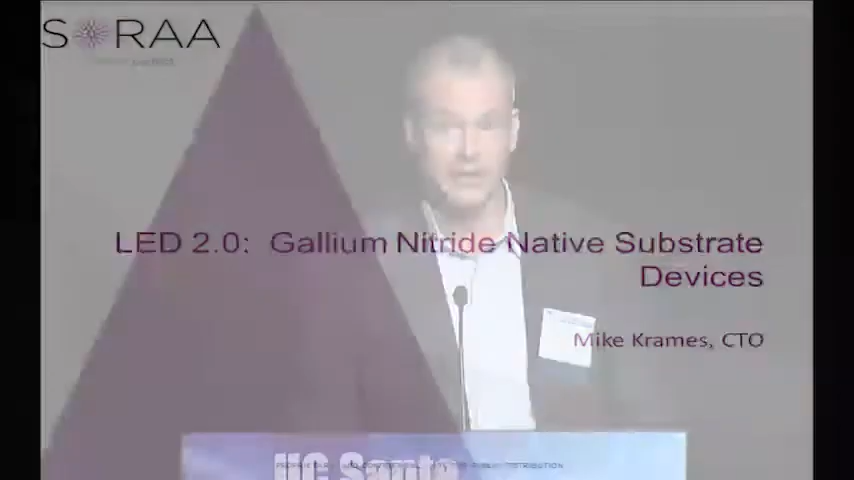 SORAA
LED 2.0: Gallium Nitride Native Substrate
Devices
Mike Krames, CTO
UC Santa